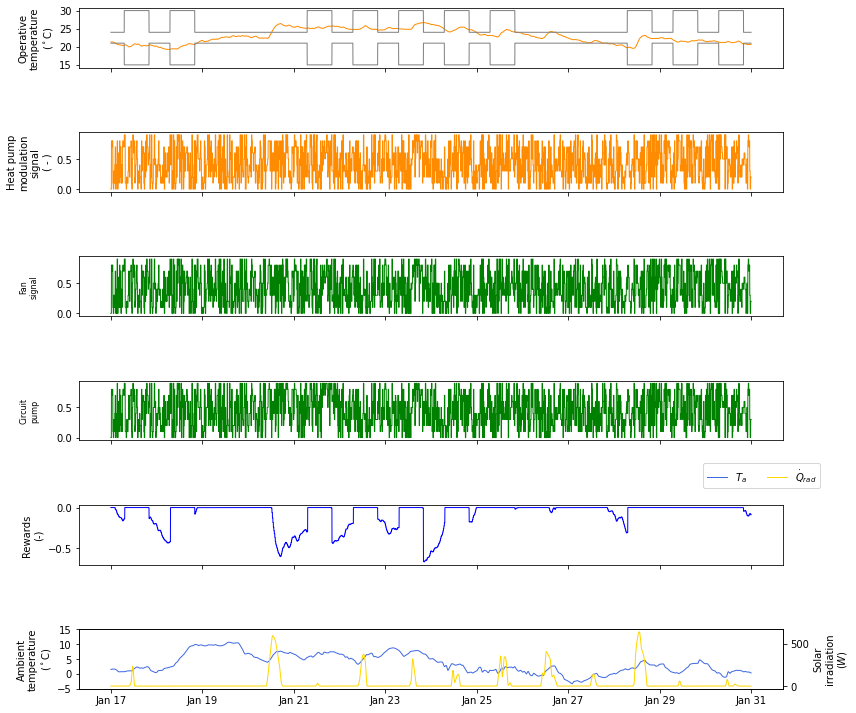 Operative
temperature
(°C)
30
25
20
15
Heat pump
modulation
signal
( - )
0.5
0.0
Fan
signal
0.5
0.0
Circuit
pump
0.5
0.0
T_a
Q̇_rad
Rewards
(-)
0.0
−0.5
Ambient
temperature
(°C)
15
10
5
0
−5
500
0
Solar
irradiation
(W)
Jan 17 Jan 19 Jan 21 Jan 23 Jan 25 Jan 27 Jan 29 Jan 31